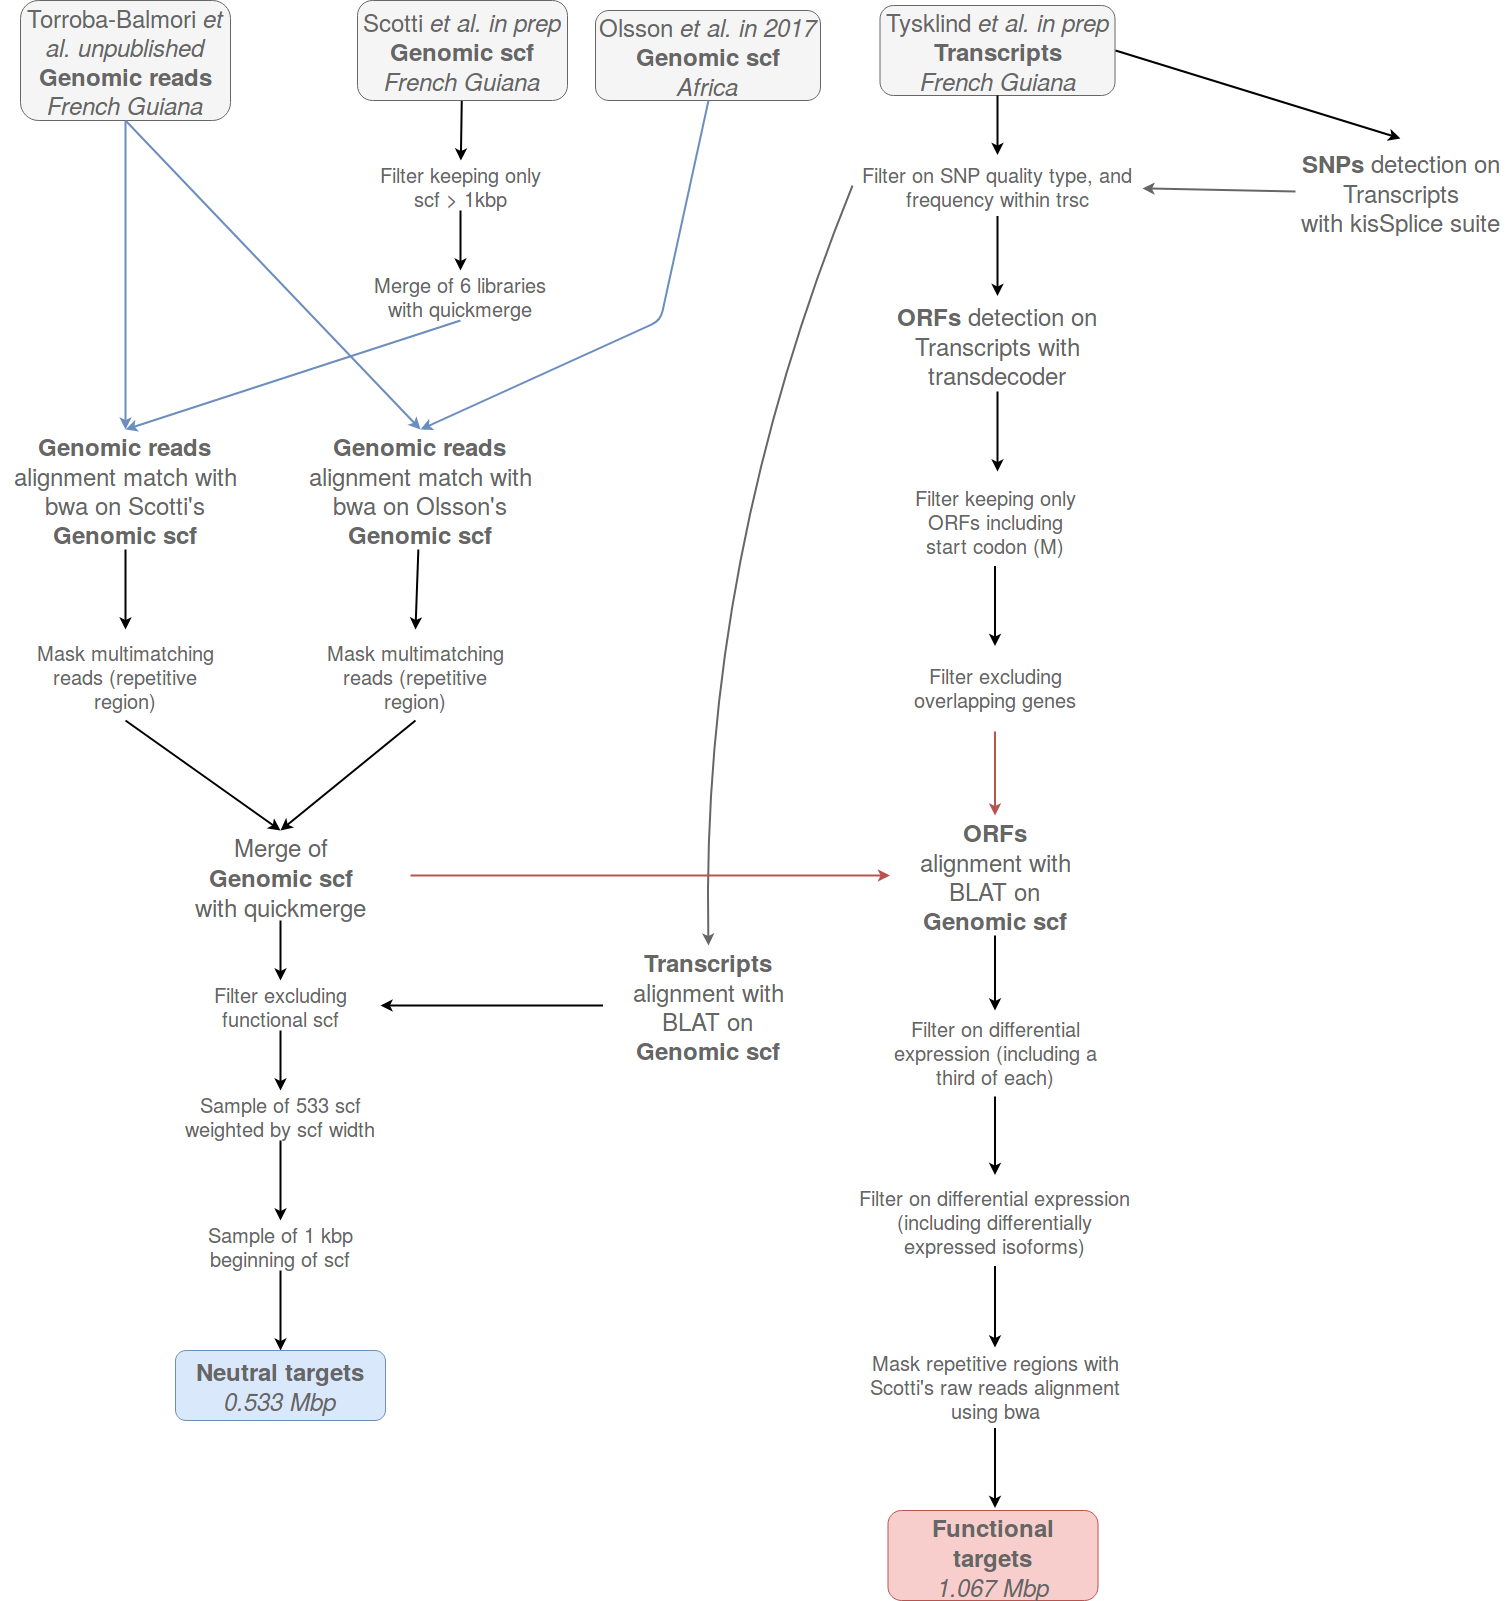 Torroba-Balmori et
al. unpublished
Genomic reads
French Guiana
Scotti et al. in prep
Genomic scf
French Guiana
Olsson et al. in 2017
Genomic scf
Africa
Tysklind et al. in prep
Transcripts
French Guiana
SNPs detection on
Transcripts
with kisSplice suite
Filter keeping only
scf > 1kbp
Filter on SNP quality type, and
frequency within trsc
Merge of 6 libraries
with quickmerge
ORFs detection on
Transcripts with
transdecoder
Genomic reads
alignment match with
bwa on Scotti's
Genomic scf
Genomic reads
alignment match with
bwa on Olsson's
Genomic scf
Filter keeping only
ORFs including
start codon (M)
Mask multimatching
reads (repetitive
region)
Mask multimatching
reads (repetitive
region)
Filter excluding
overlapping genes
Merge of
Genomic scf
with quickmerge
ORFs
alignment with
BLAT on
Genomic scf
Transcripts
alignment with
BLAT on
Genomic scf
Filter excluding
functional scf
Filter on differential
expression (including a
third of each)
Sample of 533 scf
weighted by scf width
Filter on differential expression
(including differentially
expressed isoforms)
Sample of 1 kbp
beginning of scf
Mask repetitive regions with
Scotti's raw reads alignment
using bwa
Neutral targets
0.533 Mbp
Functional
targets
1.067 Mbp